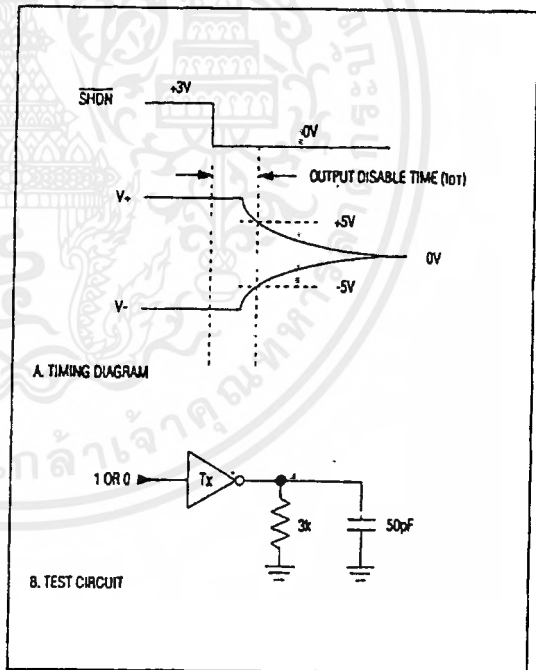 SHDN
+3V
0V
OUTPUT DISABLE TIME (tDT)
V+
+5V
0V
-5V
V-
A. TIMING DIAGRAM
1 OR 0
Tx
3k
50pF
B. TEST CIRCUIT